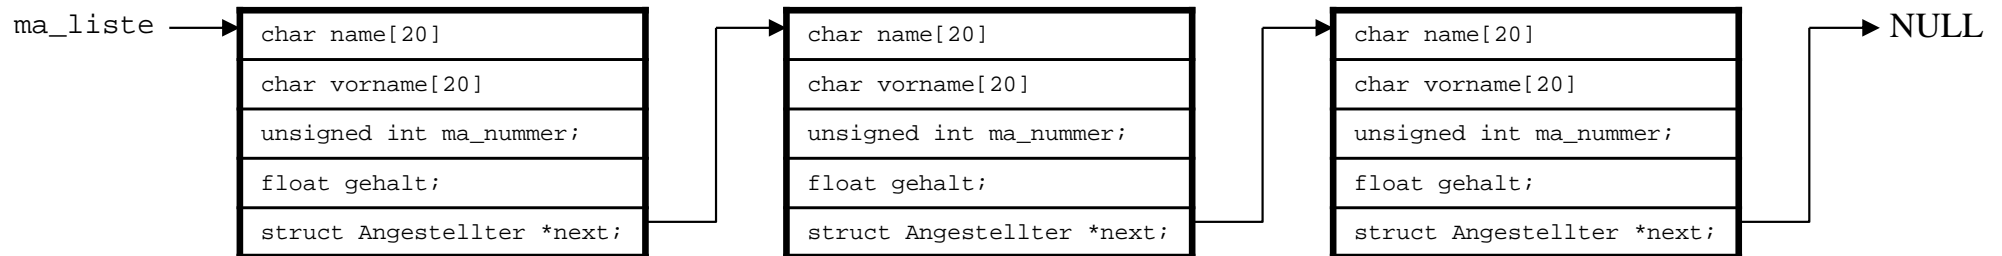 ma_liste
char name[20]
char vorname[20]
unsigned int ma_nummer;
float gehalt;
struct Angestellter *next;
char name[20]
char vorname[20]
unsigned int ma_nummer;
float gehalt;
struct Angestellter *next;
char name[20]
char vorname[20]
unsigned int ma_nummer;
float gehalt;
struct Angestellter *next;
NULL